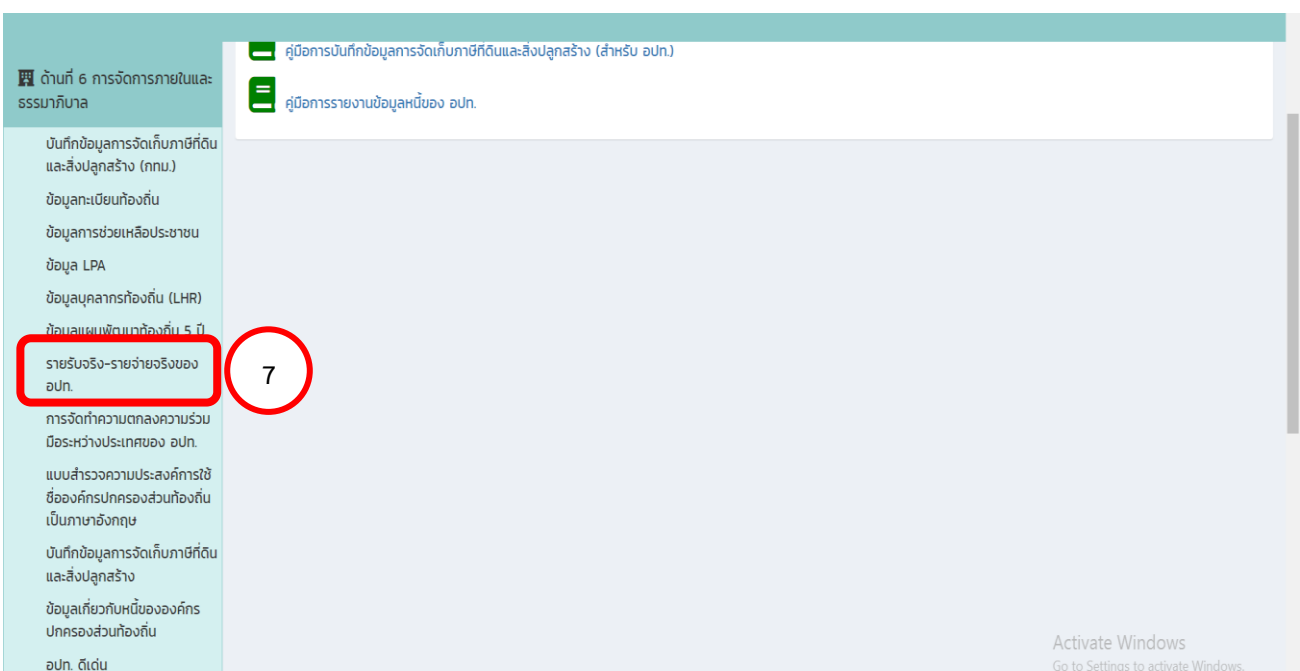 คู่มือการบันทึกข้อมูลการจัดเก็บภาษีที่ดินและสิ่งปลูกสร้าง (สำหรับ อปท.)
คู่มือการรายงานข้อมูลหนี้ของ อปท.
ด้านที่ 6 การจัดการภายในและ
ธรรมาภิบาล
บันทึกข้อมูลการจัดเก็บภาษีที่ดิน
และสิ่งปลูกสร้าง (กทม.)
ข้อมูลทะเบียนท้องถิ่น
ข้อมูลการช่วยเหลือประชาชน
ข้อมูล LPA
ข้อมูลบุคลากรท้องถิ่น (LHR)
ข้อมูลแผนพัฒนาท้องถิ่น 5 ปี
รายรับจริง-รายจ่ายจริงของ
อปท.
7
การจัดทำความตกลงความร่วม
มือระหว่างประเทศของ อปท.
แบบสำรวจความประสงค์การใช้
ชื่อองค์กรปกครองส่วนท้องถิ่น
เป็นภาษาอังกฤษ
บันทึกข้อมูลการจัดเก็บภาษีที่ดิน
และสิ่งปลูกสร้าง
ข้อมูลเกี่ยวกับหนี้ขององค์กร
ปกครองส่วนท้องถิ่น
อปท. ดีเด่น
Activate Windows
Go to Settings to activate Windows.